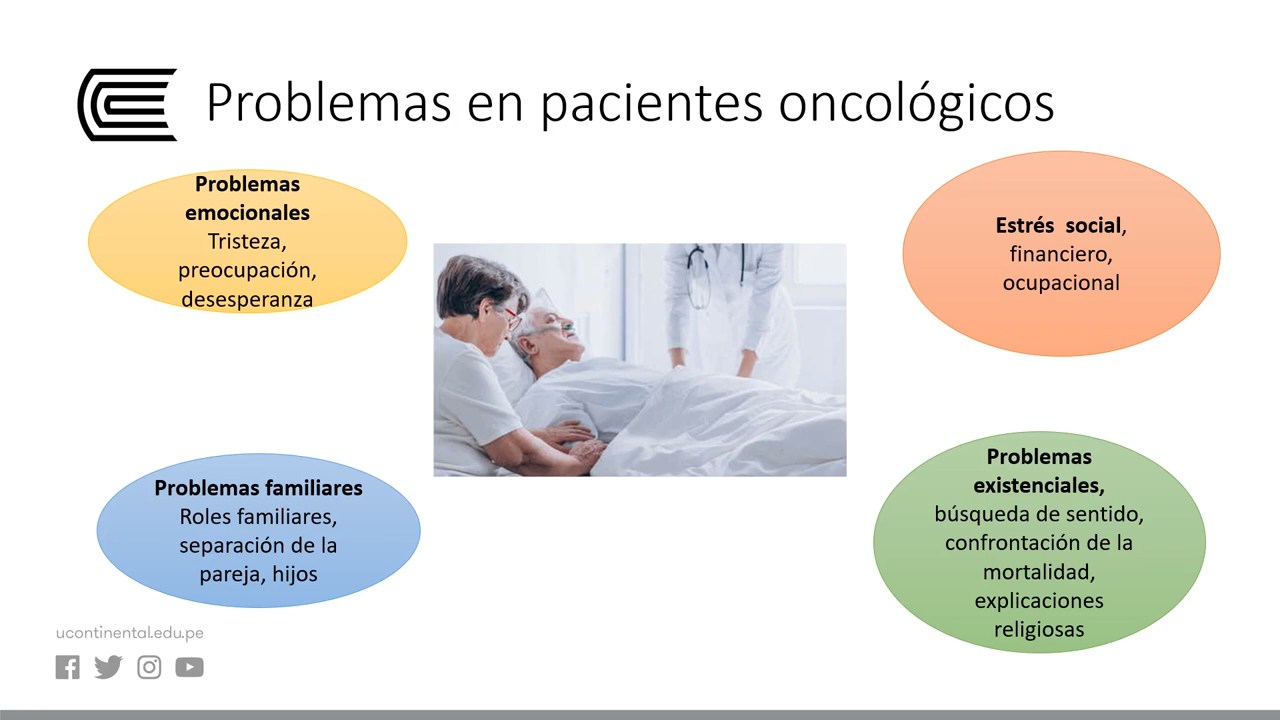 Problemas en pacientes oncológicos
Problemas
emocionales
Tristeza,
preocupación,
desesperanza
Estrés  social,
financiero,
ocupacional
Problemas familiares
Roles familiares,
separación de la
pareja, hijos
Problemas
existenciales,
búsqueda de sentido,
confrontación de la
mortalidad,
explicaciones
religiosas
ucontinental.edu.pe